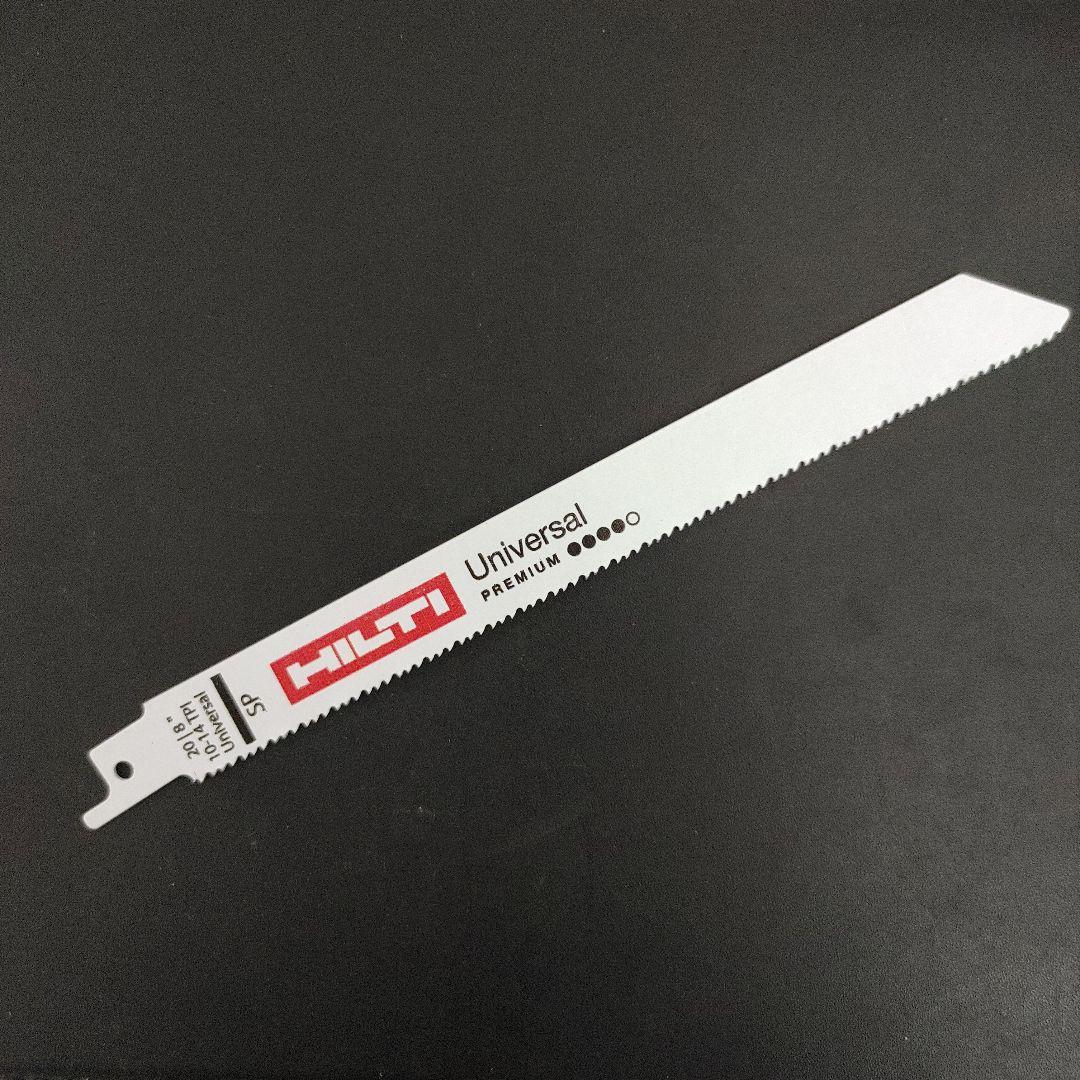 20 | 8"
10-14 TPI
Universal
SP
HILTI
Universal
PREMIUM ●●●●○